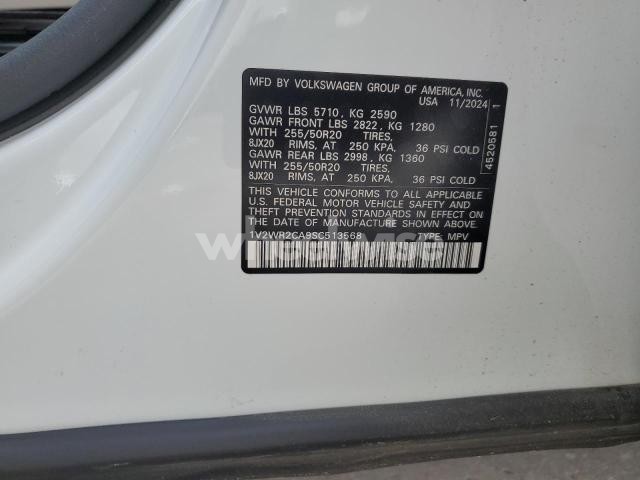 MFD BY VOLKSWAGEN GROUP OF AMERICA, INC.
USA 11/2024
GVWR LBS 5710, KG 2590
GAWR FRONT LBS 2822, KG 1280
WITH 255/50R20 TIRES,
8JX20 RIMS, AT 250 KPA, 36 PSI COLD
GAWR REAR LBS 2998, KG 1360
WITH 255/50R20 TIRES,
8JX20 RIMS, AT 250 KPA, 36 PSI COLD
THIS VEHICLE CONFORMS TO ALL APPLICABLE
U.S. FEDERAL MOTOR VEHICLE SAFETY AND
THEFT PREVENTION STANDARDS IN EFFECT ON
THE DATE OF MANUFACTURE SHOWN ABOVE.
1V2WR2CA9SC513568 TYPE: MPV
4520581 1